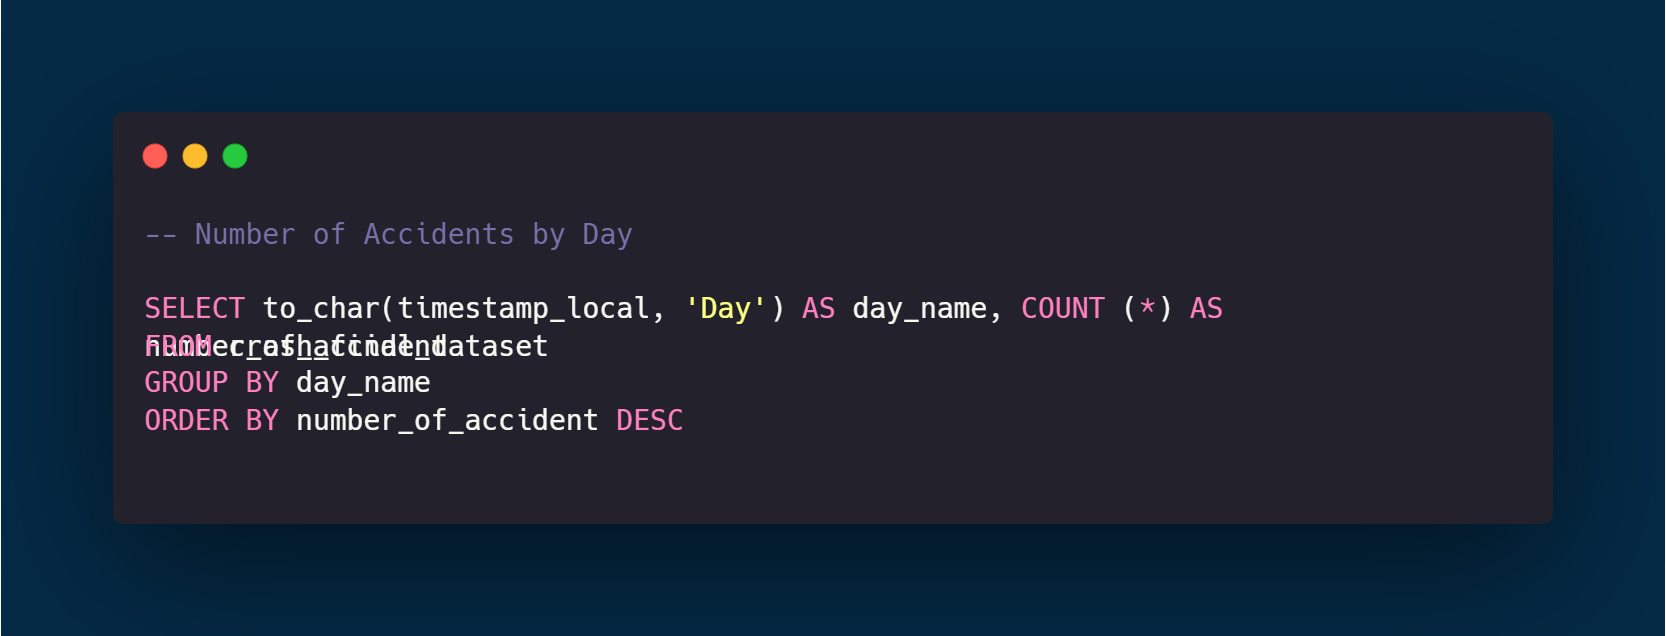 -- Number of Accidents by Day
SELECT to_char(timestamp_local, 'Day') AS day_name, COUNT (*) AS
number_of_accident
FROM crash_final_dataset
GROUP BY day_name
ORDER BY number_of_accident DESC